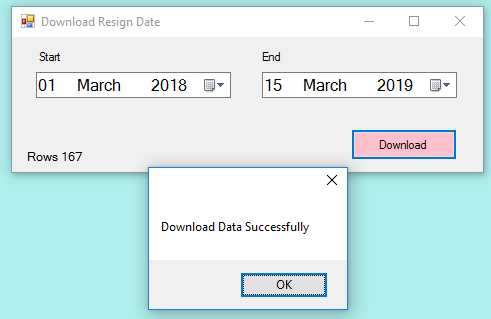 Download Resign Date
Start End
01 March 2018 15 March 2019
Download
Rows 167
Download Data Successfully
OK